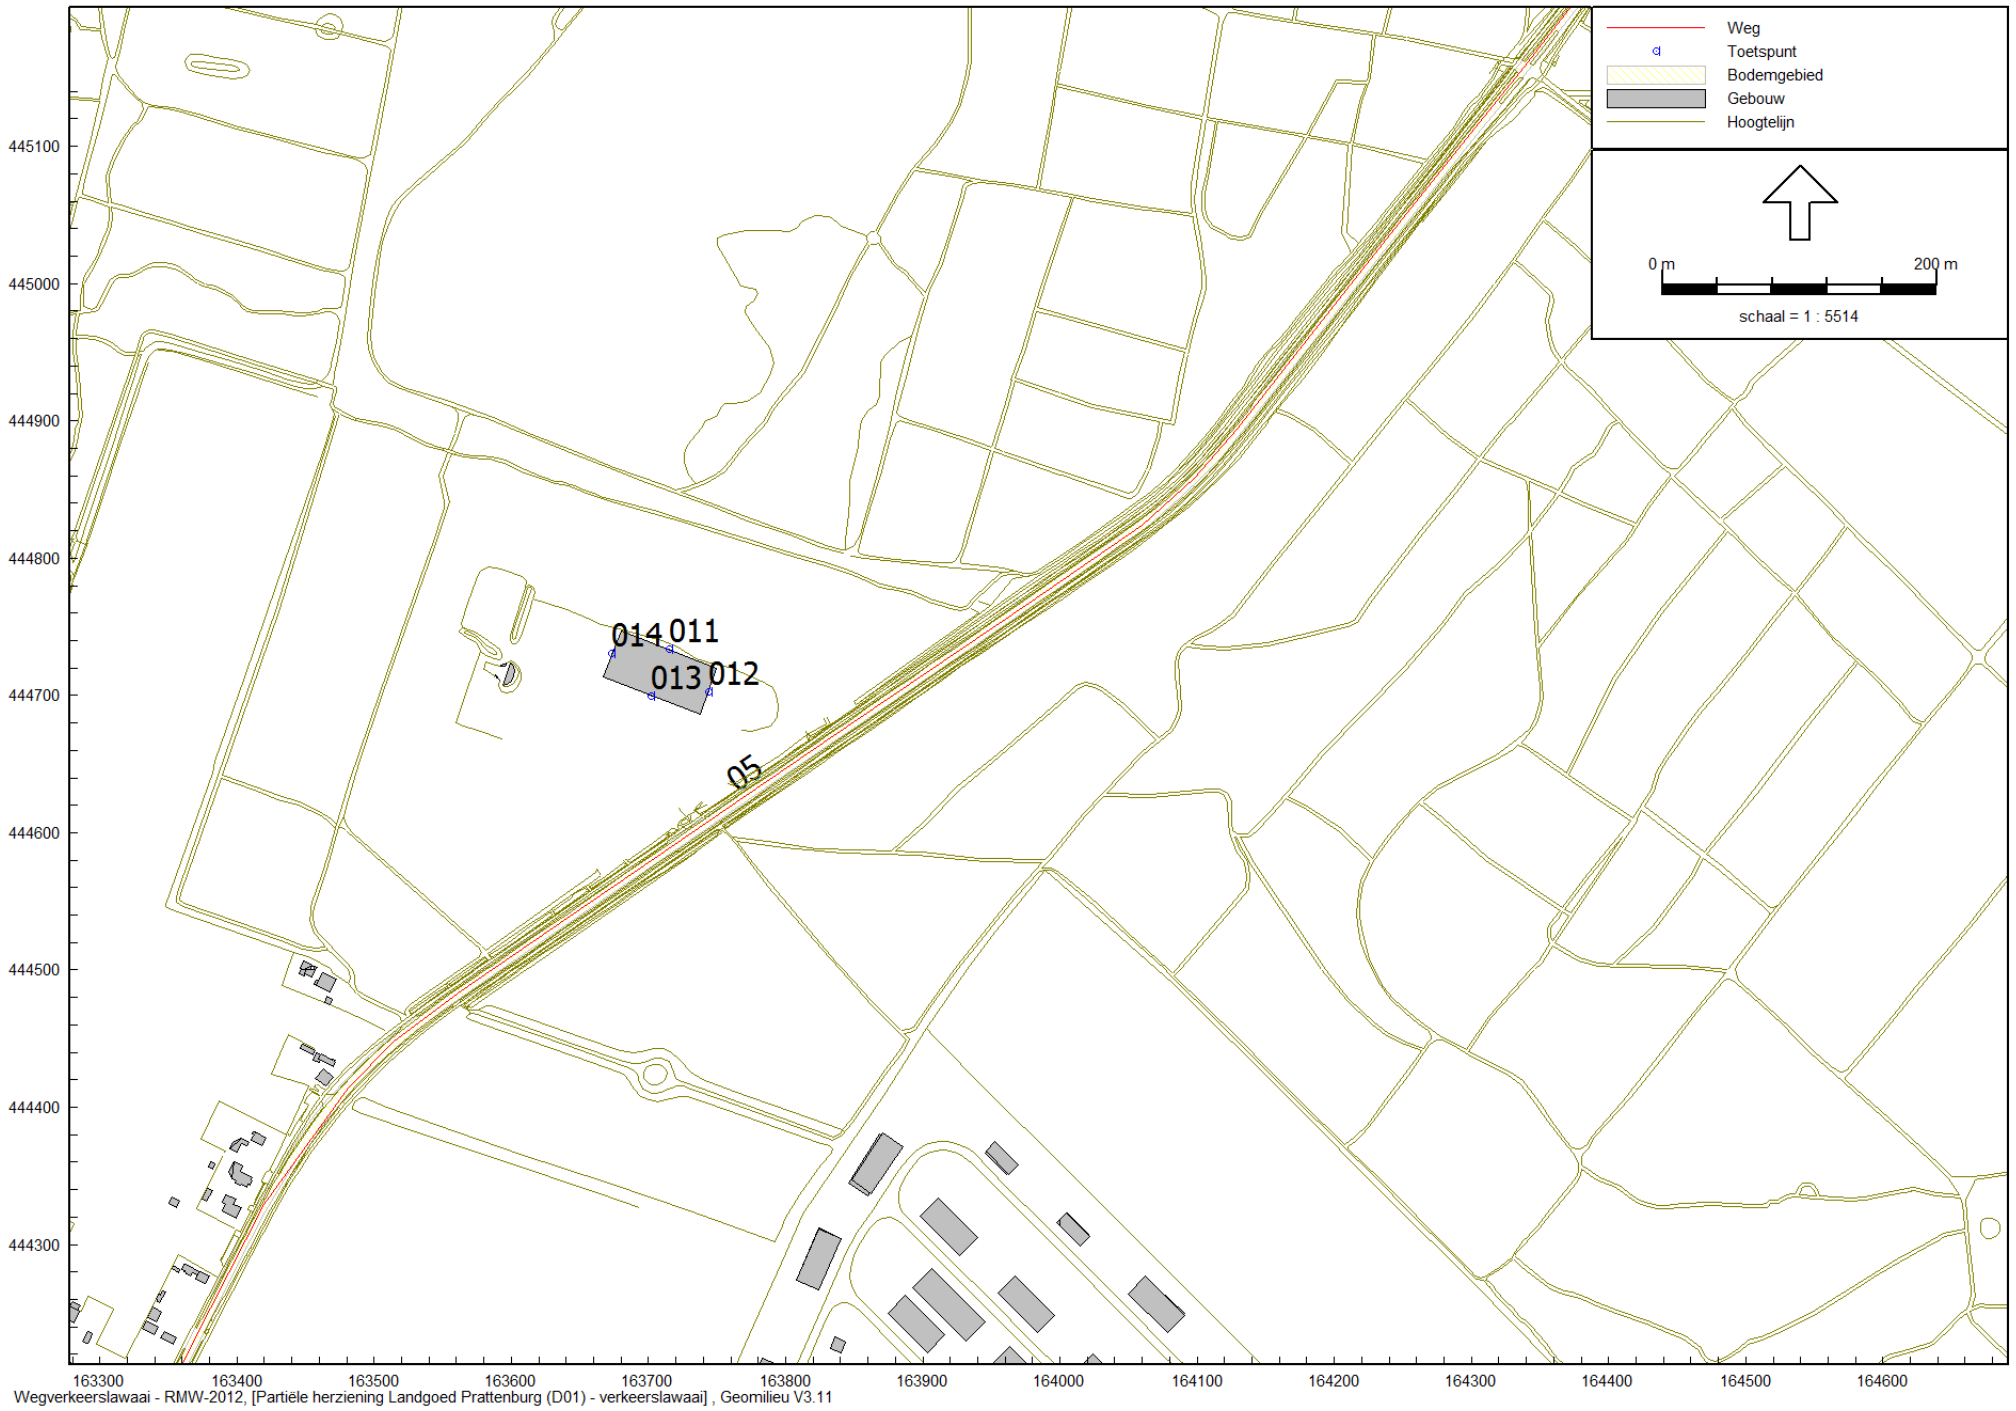 Weg
Toetspunt
Bodemgebied
Gebouw
Hoogtelijn
0 m 200 m
schaal = 1 : 5514
445100
445000
444900
444800
444700
444600
444500
444400
444300
014 011
013 012
05
163300 163400 163500 163600 163700 163800 163900 164000 164100 164200 164300 164400 164500 164600
Wegverkeerslawaai - RMW-2012, [Partiële herziening Landgoed Prattenburg (D01) - verkeerslawaai] , Geomilieu V3.11